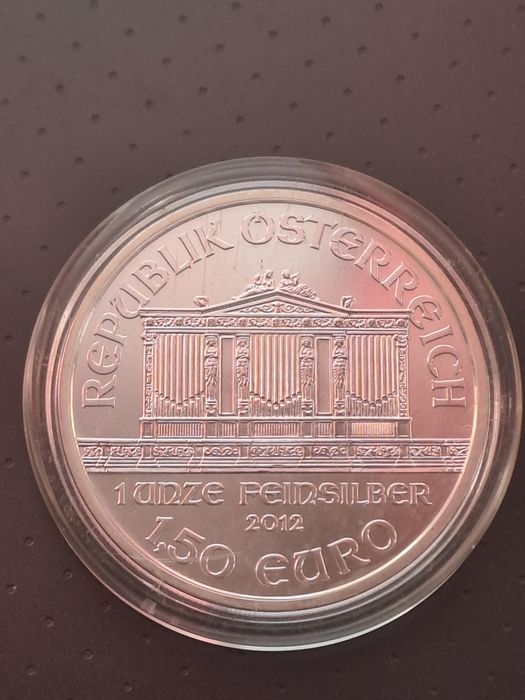 REPUBLIK ÖSTERREICH
1 UNZE FEINSILBER
2012
1,50 EURO